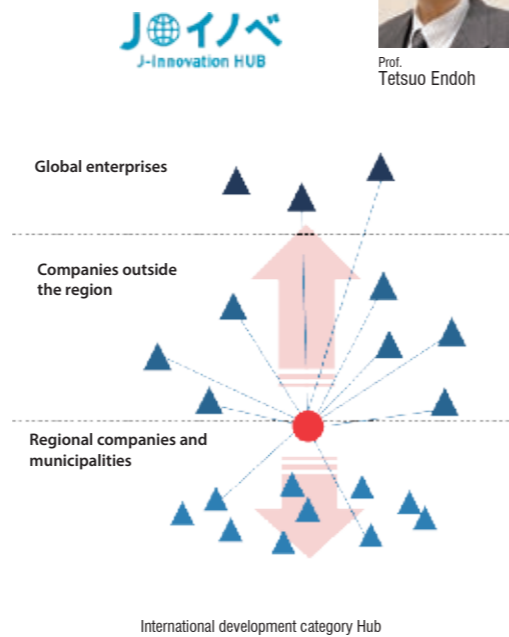 Jイノベ
J-Innovation HUB
Prof.
Tetsuo Endoh
Global enterprises
Companies outside
the region
Regional companies and
municipalities
International development category Hub